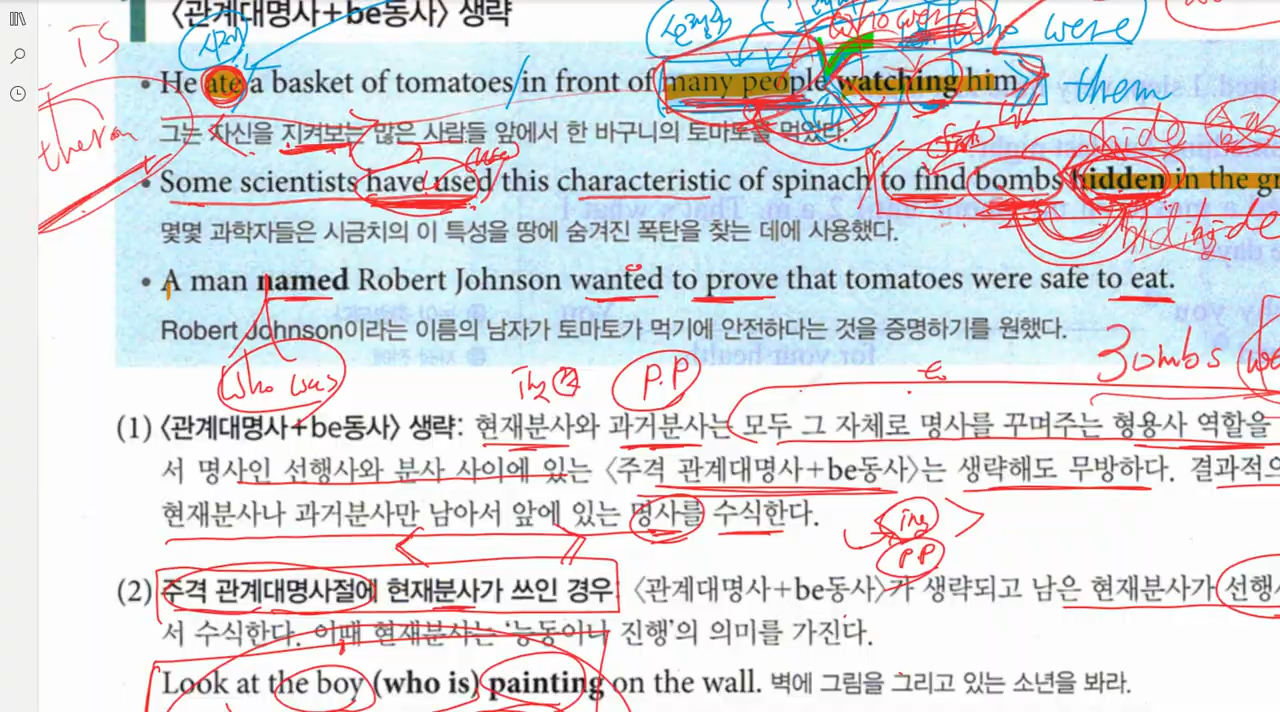 1 <관계대명사+be동사> 생략
시제
선행사
who were
who were
• He ate a basket of tomatoes/in front of many people watching him.
them
IS
그는 자신을 지켜보는 많은 사람들 앞에서 한 바구니의 토마토를 먹었다.
hide
• Some scientists have used this characteristic of spinach to find bombs hidden in the gr
몇몇 과학자들은 시금치의 이 특성을 땅에 숨겨진 폭탄을 찾는 데에 사용했다.
• A man named Robert Johnson wanted to prove that tomatoes were safe to eat.
Robert Johnson이라는 이름의 남자가 토마토가 먹기에 안전하다는 것을 증명하기를 원했다.
3 bombs
who was
ing
P.P
(1) <관계대명사+be동사> 생략: 현재분사와 과거분사는 모두 그 자체로 명사를 꾸며주는 형용사 역할을
서 명사인 선행사와 분사 사이에 있는 <주격 관계대명사+be동사>는 생략해도 무방하다. 결과적으
현재분사나 과거분사만 남아서 앞에 있는 명사를 수식한다.
ing
P.P
(2) 주격 관계대명사절에 현재분사가 쓰인 경우 <관계대명사+be동사>가 생략되고 남은 현재분사가 선행
서 수식한다. 이때 현재분사는 '능동이나 진행'의 의미를 가진다.
Look at the boy (who is) painting on the wall. 벽에 그림을 그리고 있는 소년을 봐라.